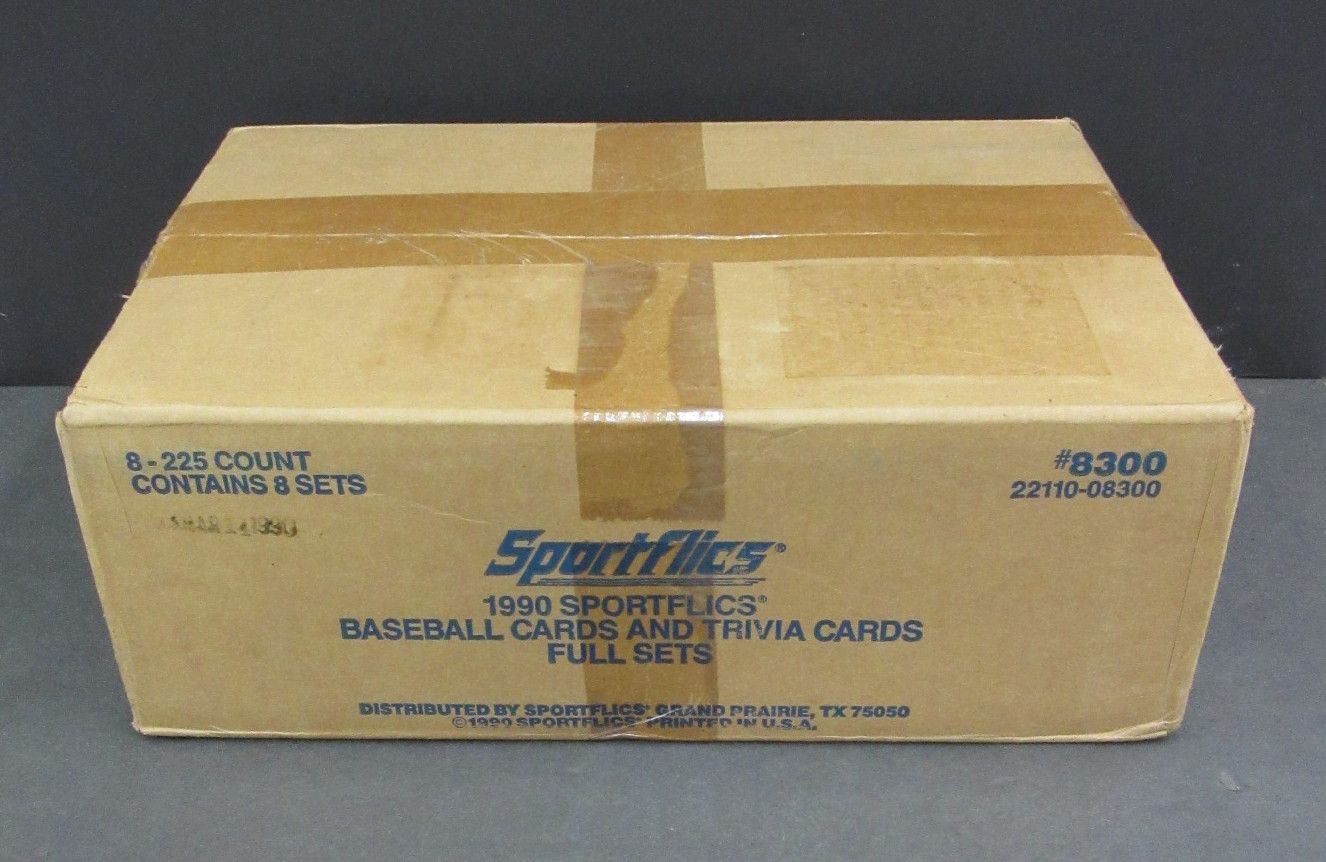 8 - 225 COUNT
CONTAINS 8 SETS
#8300
22110-08300
Sportflics®
1990 SPORTFLICS®
BASEBALL CARDS AND TRIVIA CARDS
FULL SETS
DISTRIBUTED BY SPORTFLICS® GRAND PRAIRIE, TX 75050
©1990 SPORTFLICS® PRINTED IN U.S.A.